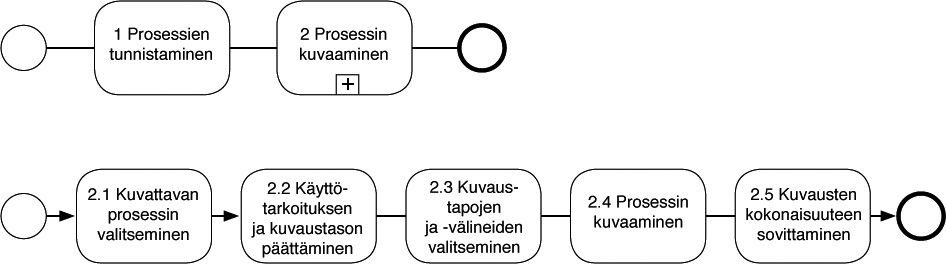 1 Prosessien
tunnistaminen
2 Prosessin
kuvaaminen
2.1 Kuvattavan
prosessin
valitseminen
2.2 Käyttö-
tarkoituksen
ja kuvaustason
päättäminen
2.3 Kuvaus-
tapojen
ja -välineiden
valitseminen
2.4 Prosessin
kuvaaminen
2.5 Kuvausten
kokonaisuuteen
sovittaminen